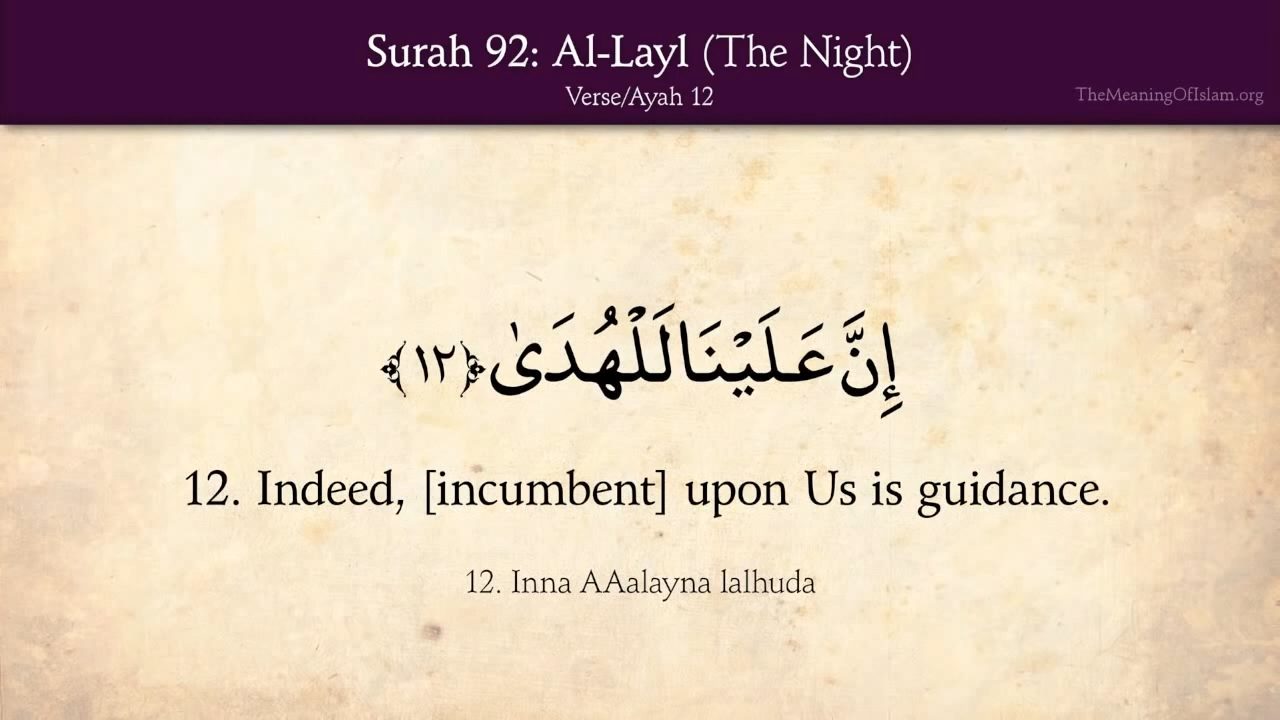 Surah 92: Al-Layl (The Night)
Verse/Ayah 12
TheMeaningOfIslam.org
إِنَّ عَلَيْنَا لَلْهُدَىٰ ﴿١٢﴾
12. Indeed, [incumbent] upon Us is guidance.
12. Inna AAalayna lalhuda